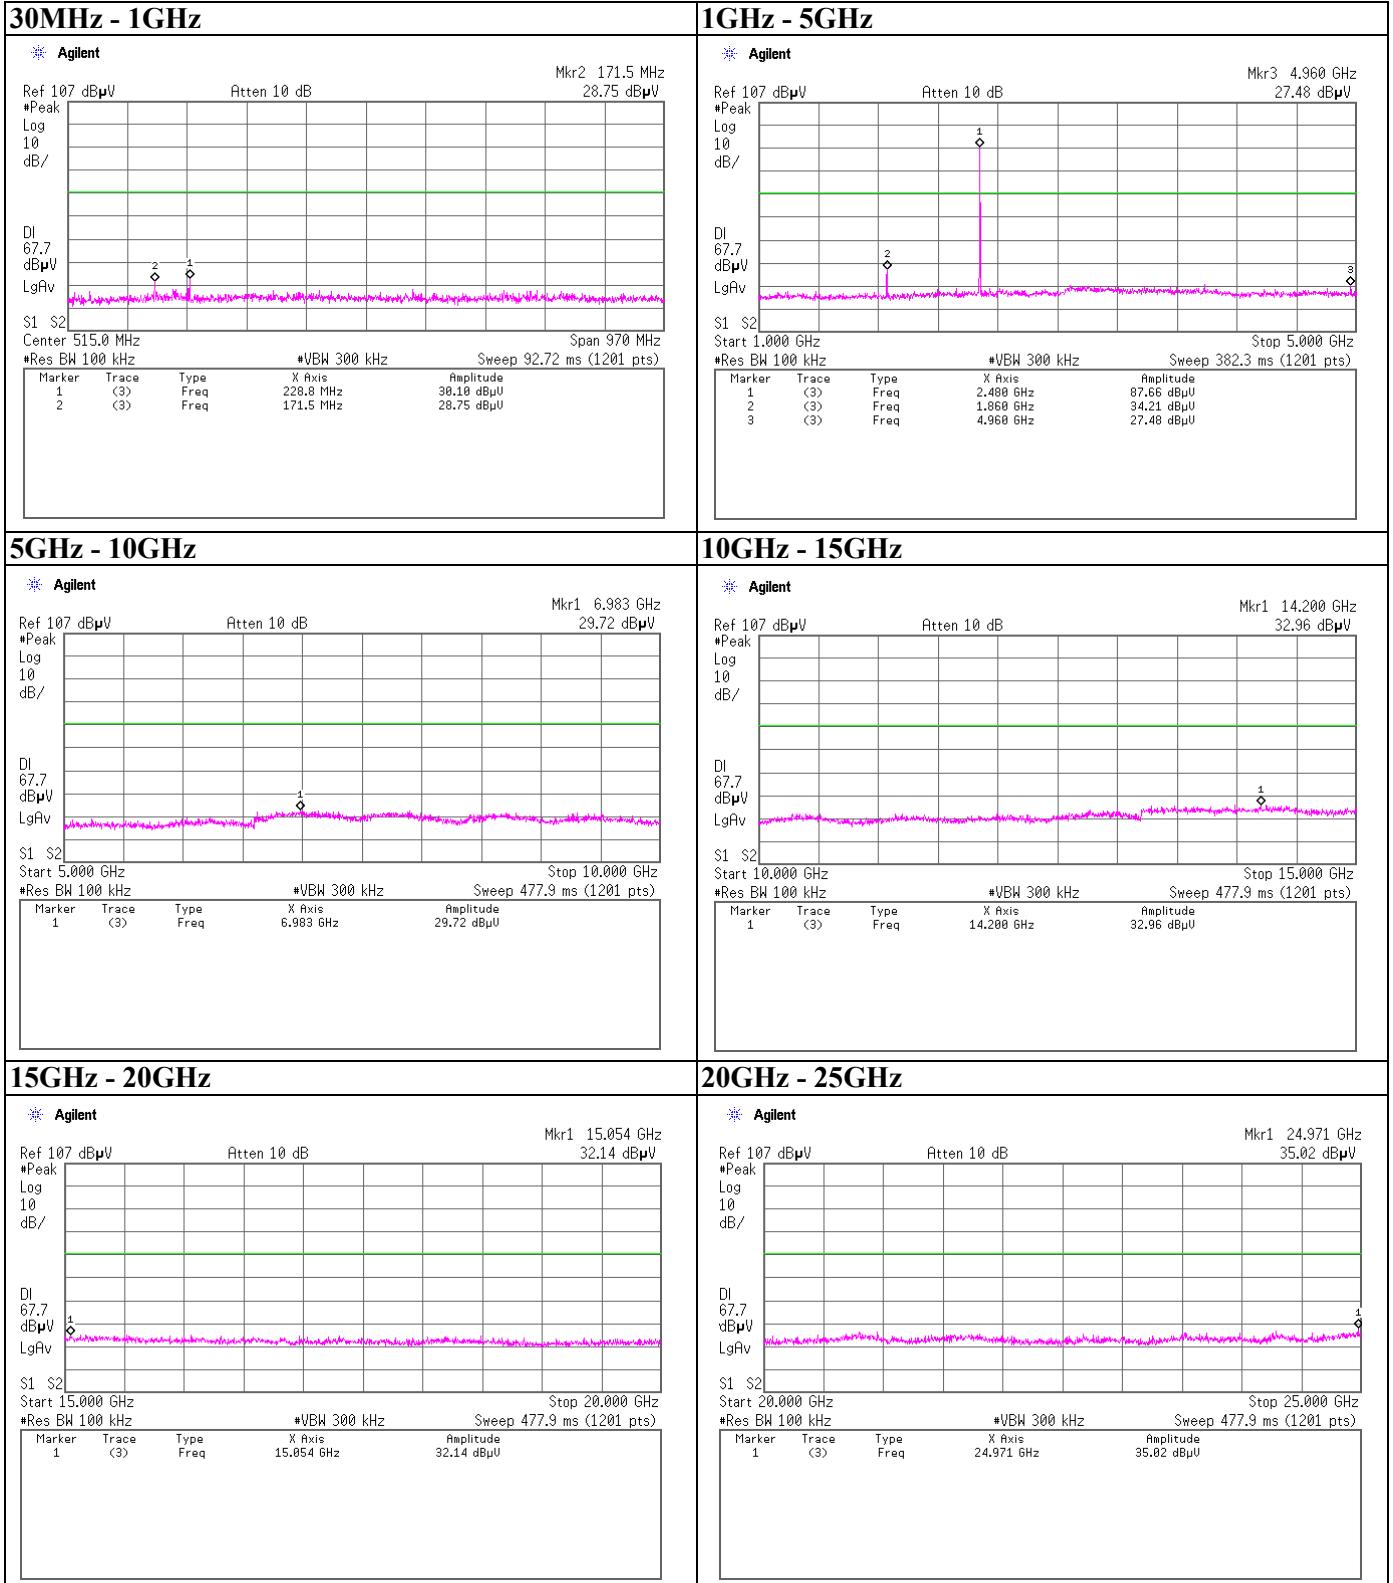 30MHz - 1GHz
Agilent
Mkr2 171.5 MHz
Ref 107 dBµV Atten 10 dB 28.75 dBµV
#Peak
Log
10
dB/
DI
67.7
dBµV
LgAv
S1 S2
2
1
Center 515.0 MHz Span 970 MHz
#Res BW 100 kHz #VBW 300 kHz Sweep 92.72 ms (1201 pts)
Marker Trace Type X Axis Amplitude
1 (3) Freq 228.8 MHz 30.10 dBµV
2 (3) Freq 171.5 MHz 28.75 dBµV
1GHz - 5GHz
Agilent
Mkr3 4.960 GHz
Ref 107 dBµV Atten 10 dB 27.48 dBµV
#Peak
Log
10
dB/
DI
67.7
dBµV
LgAv
S1 S2
1
2
3
Start 1.000 GHz Stop 5.000 GHz
#Res BW 100 kHz #VBW 300 kHz Sweep 382.3 ms (1201 pts)
Marker Trace Type X Axis Amplitude
1 (3) Freq 2.480 GHz 87.66 dBµV
2 (3) Freq 1.860 GHz 34.21 dBµV
3 (3) Freq 4.960 GHz 27.48 dBµV
5GHz - 10GHz
Agilent
Mkr1 6.983 GHz
Ref 107 dBµV Atten 10 dB 29.72 dBµV
#Peak
Log
10
dB/
DI
67.7
dBµV
LgAv
S1 S2
1
Start 5.000 GHz Stop 10.000 GHz
#Res BW 100 kHz #VBW 300 kHz Sweep 477.9 ms (1201 pts)
Marker Trace Type X Axis Amplitude
1 (3) Freq 6.983 GHz 29.72 dBµV
10GHz - 15GHz
Agilent
Mkr1 14.200 GHz
Ref 107 dBµV Atten 10 dB 32.96 dBµV
#Peak
Log
10
dB/
DI
67.7
dBµV
LgAv
S1 S2
1
Start 10.000 GHz Stop 15.000 GHz
#Res BW 100 kHz #VBW 300 kHz Sweep 477.9 ms (1201 pts)
Marker Trace Type X Axis Amplitude
1 (3) Freq 14.200 GHz 32.96 dBµV
15GHz - 20GHz
Agilent
Mkr1 15.054 GHz
Ref 107 dBµV Atten 10 dB 32.14 dBµV
#Peak
Log
10
dB/
DI
67.7
dBµV
LgAv
S1 S2
1
Start 15.000 GHz Stop 20.000 GHz
#Res BW 100 kHz #VBW 300 kHz Sweep 477.9 ms (1201 pts)
Marker Trace Type X Axis Amplitude
1 (3) Freq 15.054 GHz 32.14 dBµV
20GHz - 25GHz
Agilent
Mkr1 24.971 GHz
Ref 107 dBµV Atten 10 dB 35.02 dBµV
#Peak
Log
10
dB/
DI
67.7
dBµV
LgAv
S1 S2
1
Start 20.000 GHz Stop 25.000 GHz
#Res BW 100 kHz #VBW 300 kHz Sweep 477.9 ms (1201 pts)
Marker Trace Type X Axis Amplitude
1 (3) Freq 24.971 GHz 35.02 dBµV